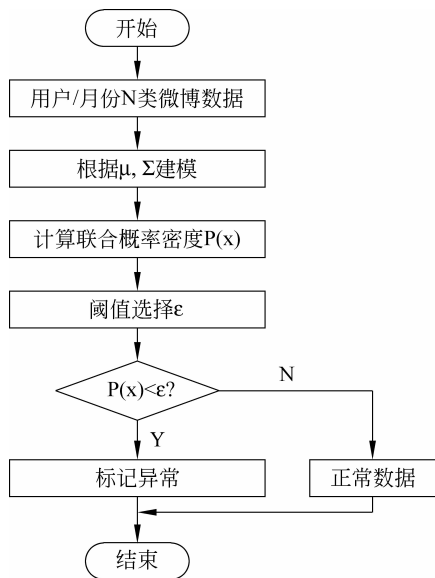 开始
用户/月份N类微博数据
根据μ, Σ建模
计算联合概率密度P(x)
阈值选择ε
P(x)<ε?
N
Y
标记异常
正常数据
结束